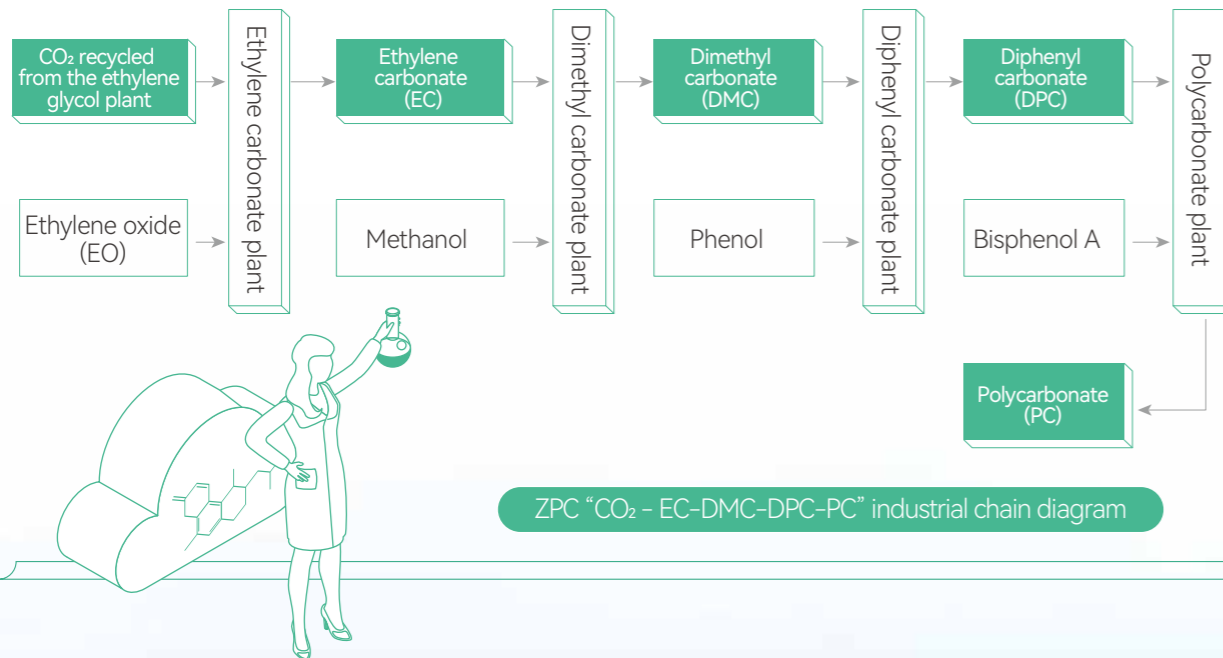 CO₂ recycled
from the ethylene
glycol plant
Ethylene carbonate plant
Ethylene
carbonate
(EC)
Dimethyl carbonate plant
Dimethyl
carbonate
(DMC)
Diphenyl carbonate plant
Diphenyl
carbonate
(DPC)
Polycarbonate plant
Ethylene oxide
(EO)
Methanol
Phenol
Bisphenol A
Polycarbonate
(PC)
ZPC “CO₂ - EC-DMC-DPC-PC” industrial chain diagram